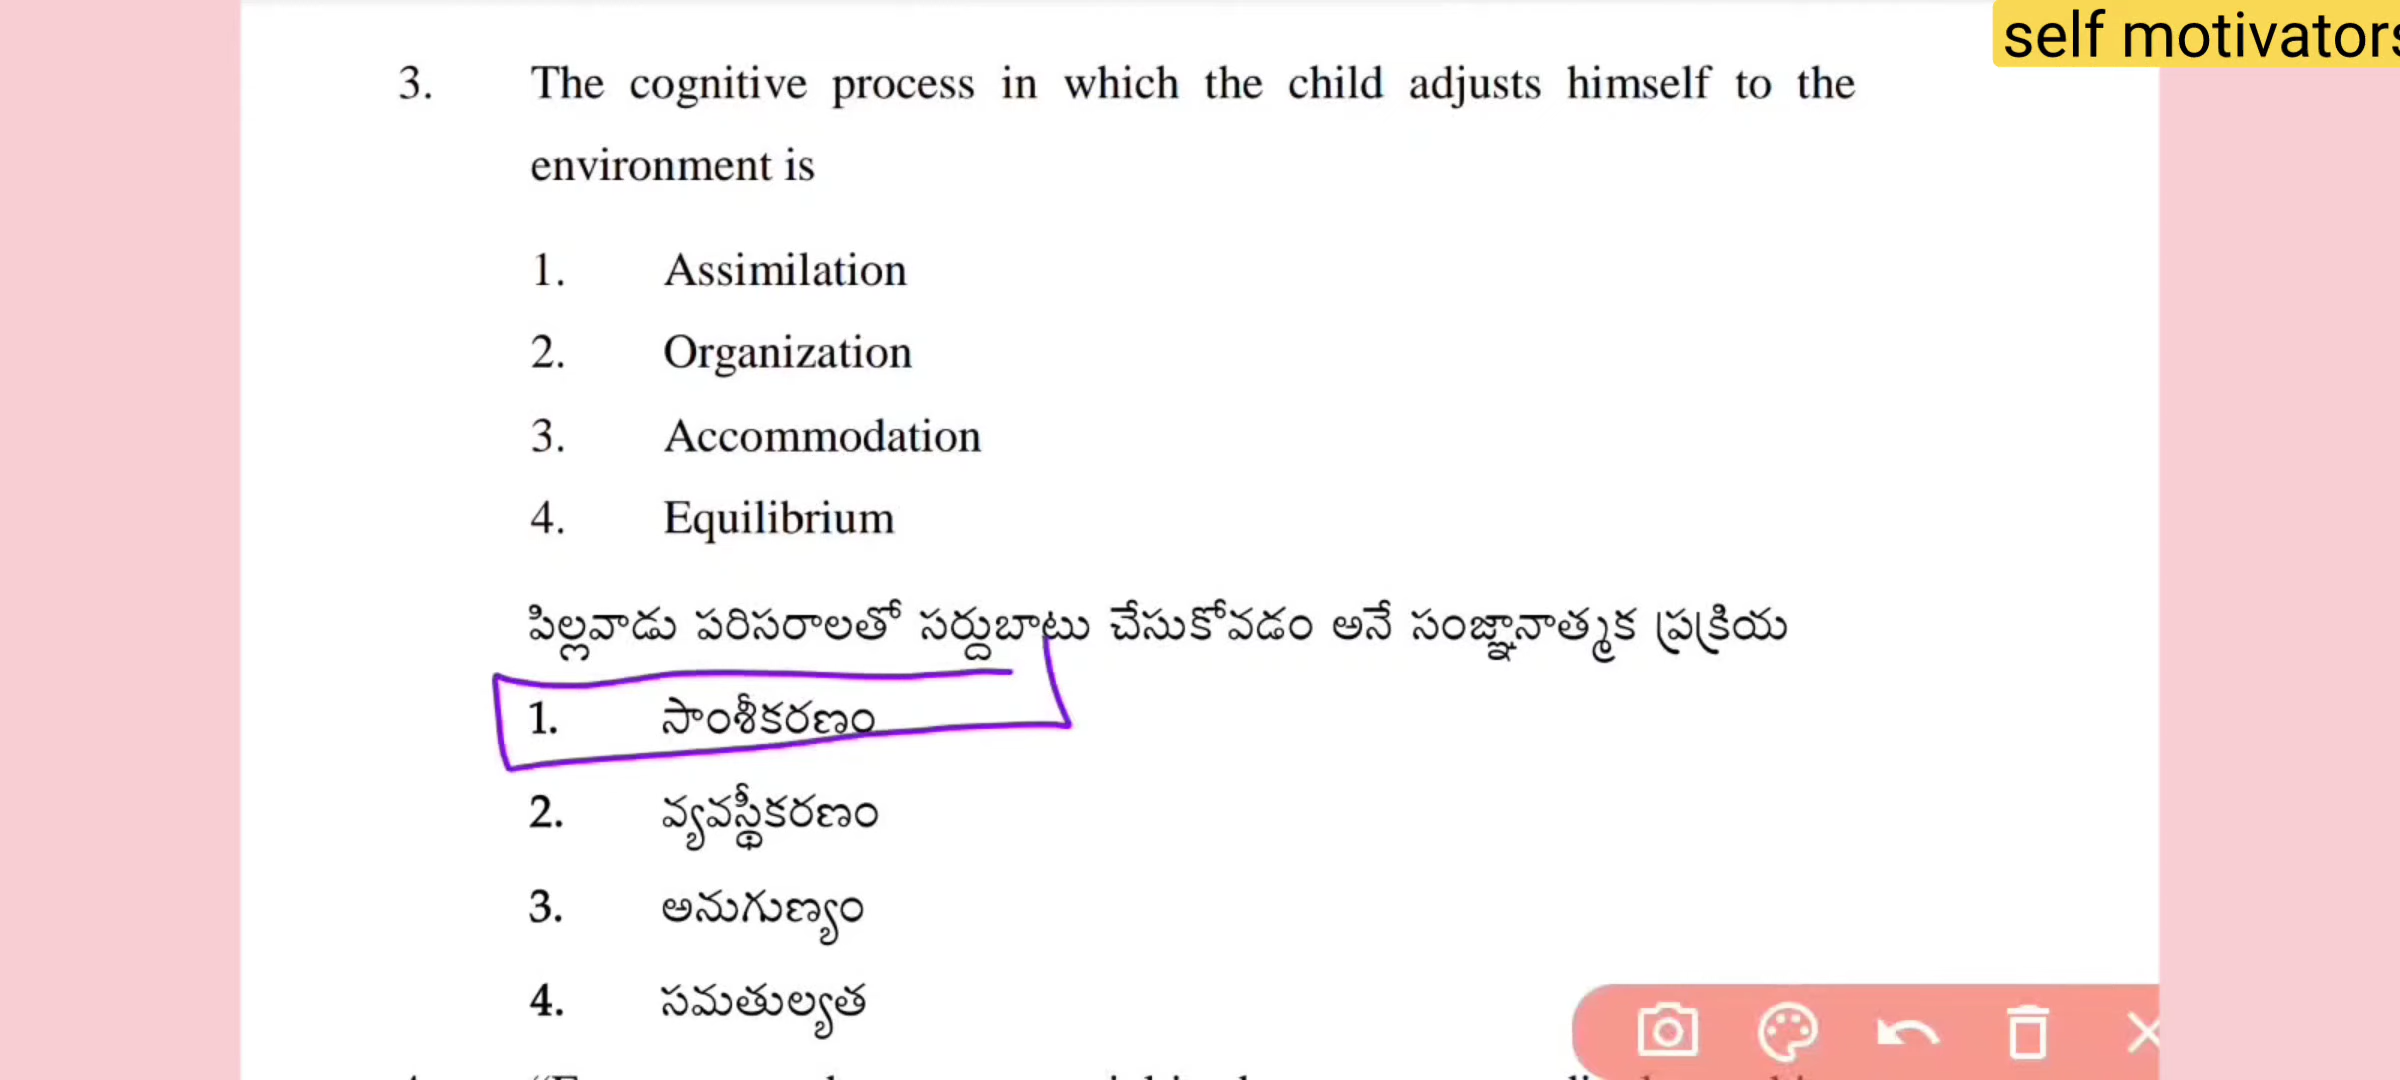 self motivators
3. The cognitive process in which the child adjusts himself to the
environment is
1. Assimilation
2. Organization
3. Accommodation
4. Equilibrium
పిల్లవాడు పరిసరాలతో సర్దుబాటు చేసుకోవడం అనే సంజ్ఞానాత్మక ప్రక్రియ
1. సాంశీకరణం
2. వ్యవస్థీకరణం
3. అనుగుణ్యం
4. సమతుల్యత